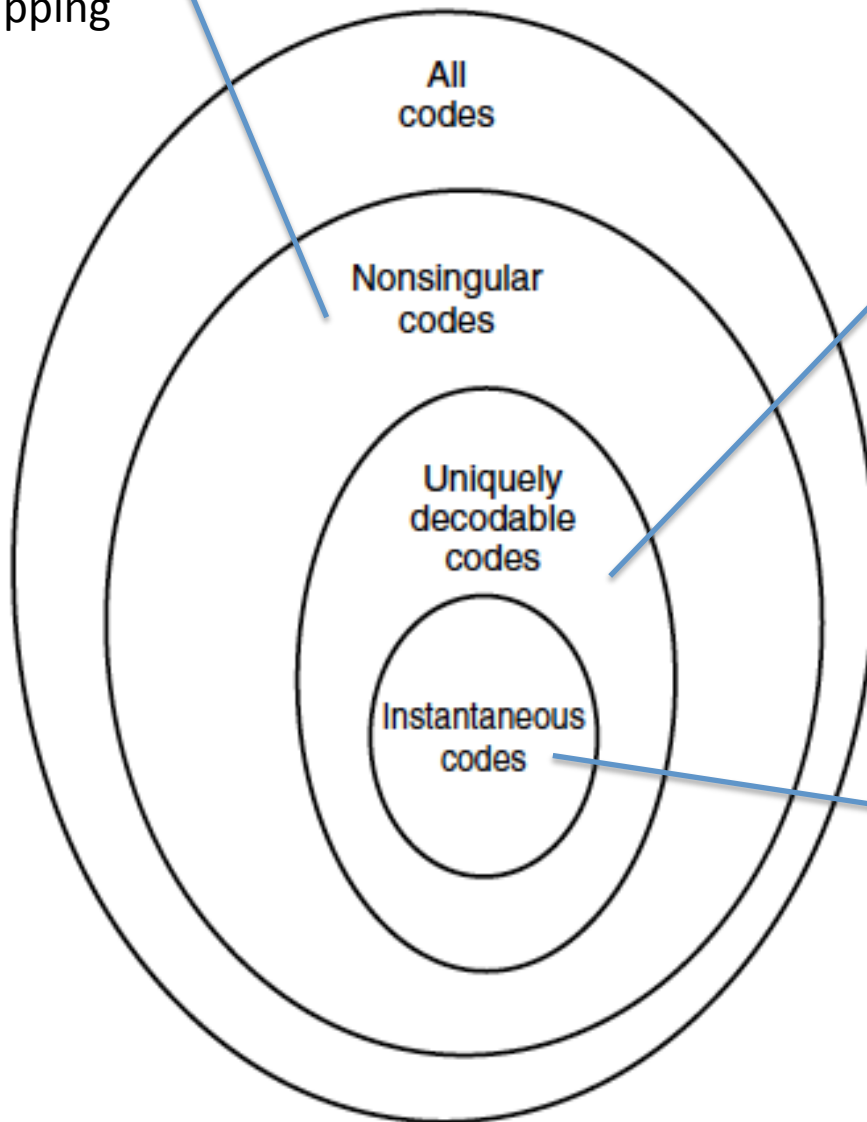 pping
All
codes
Nonsingular
codes
Uniquely
decodable
codes
Instantaneous
codes